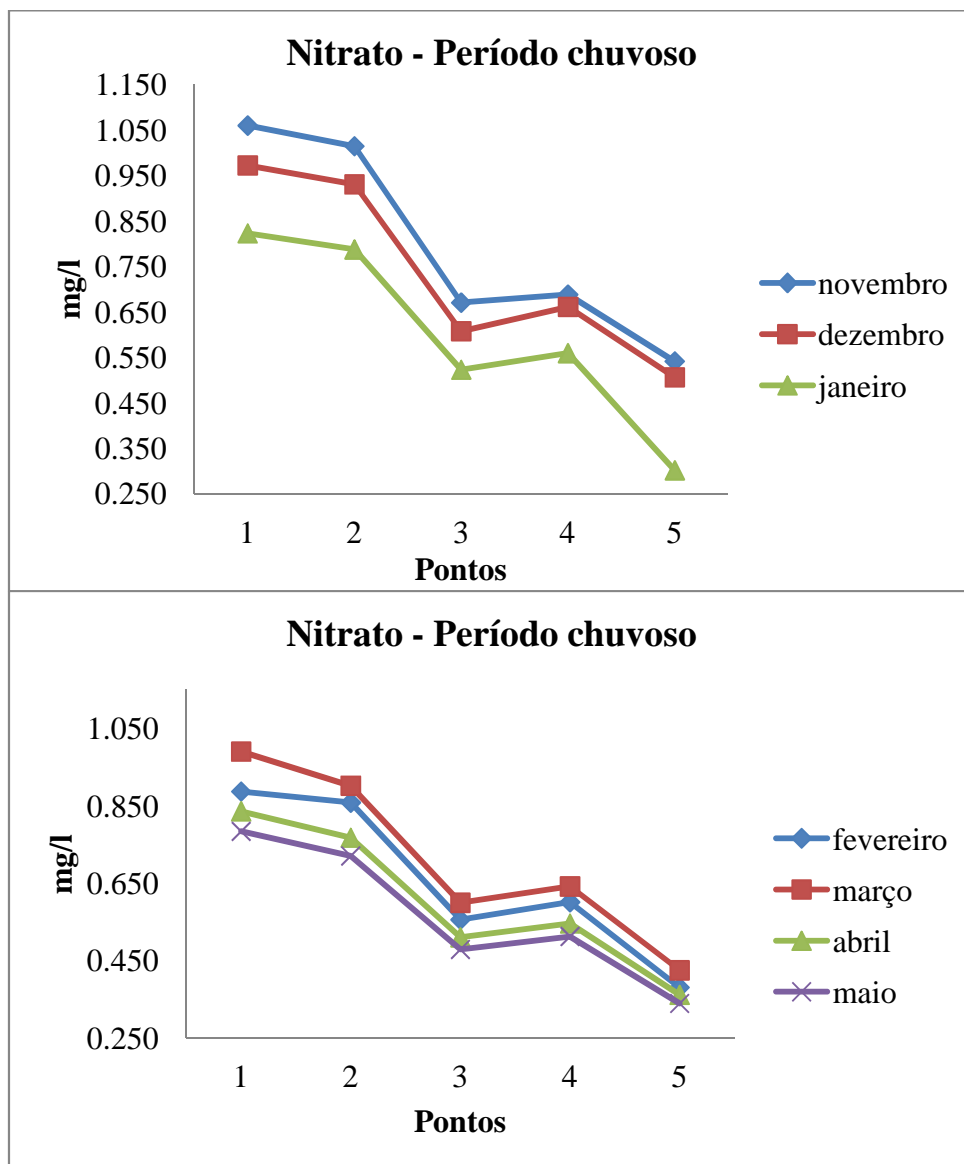 Nitrato - Período chuvoso
1.150
1.050
0.950
0.850
0.750
0.650
0.550
0.450
0.350
0.250
mg/l
1 2 3 4 5
Pontos
novembro
dezembro
janeiro
Nitrato - Período chuvoso
1.050
0.850
0.650
0.450
0.250
mg/l
1 2 3 4 5
Pontos
fevereiro
março
abril
maio